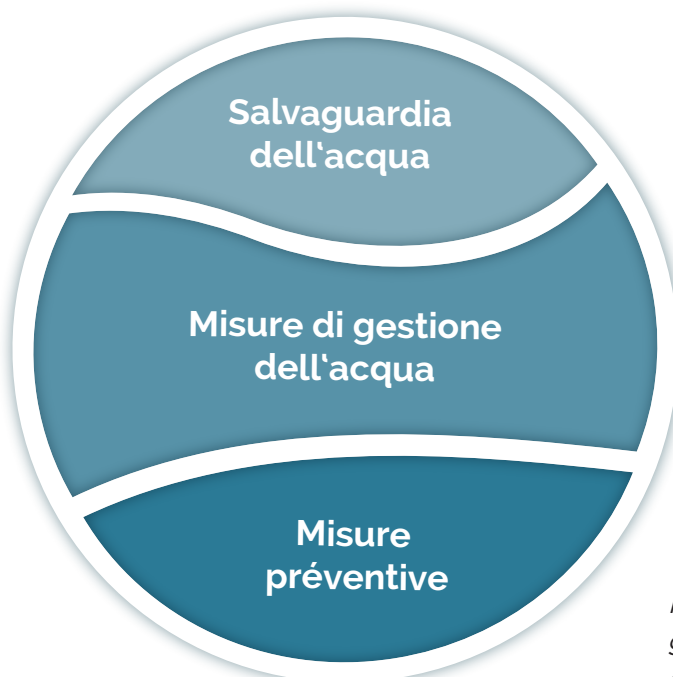 Salvaguardia
dell‘acqua
Misure di gestione
dell‘acqua
Misure
préventive